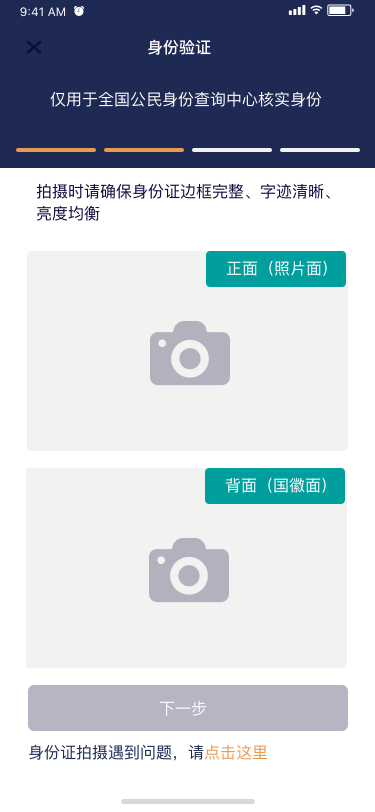 9:41 AM
身份验证
仅用于全国公民身份查询中心核实身份
拍摄时请确保身份证边框完整、字迹清晰、
亮度均衡
正面（照片面）
背面（国徽面）
下一步
身份证拍摄遇到问题，请点击这里